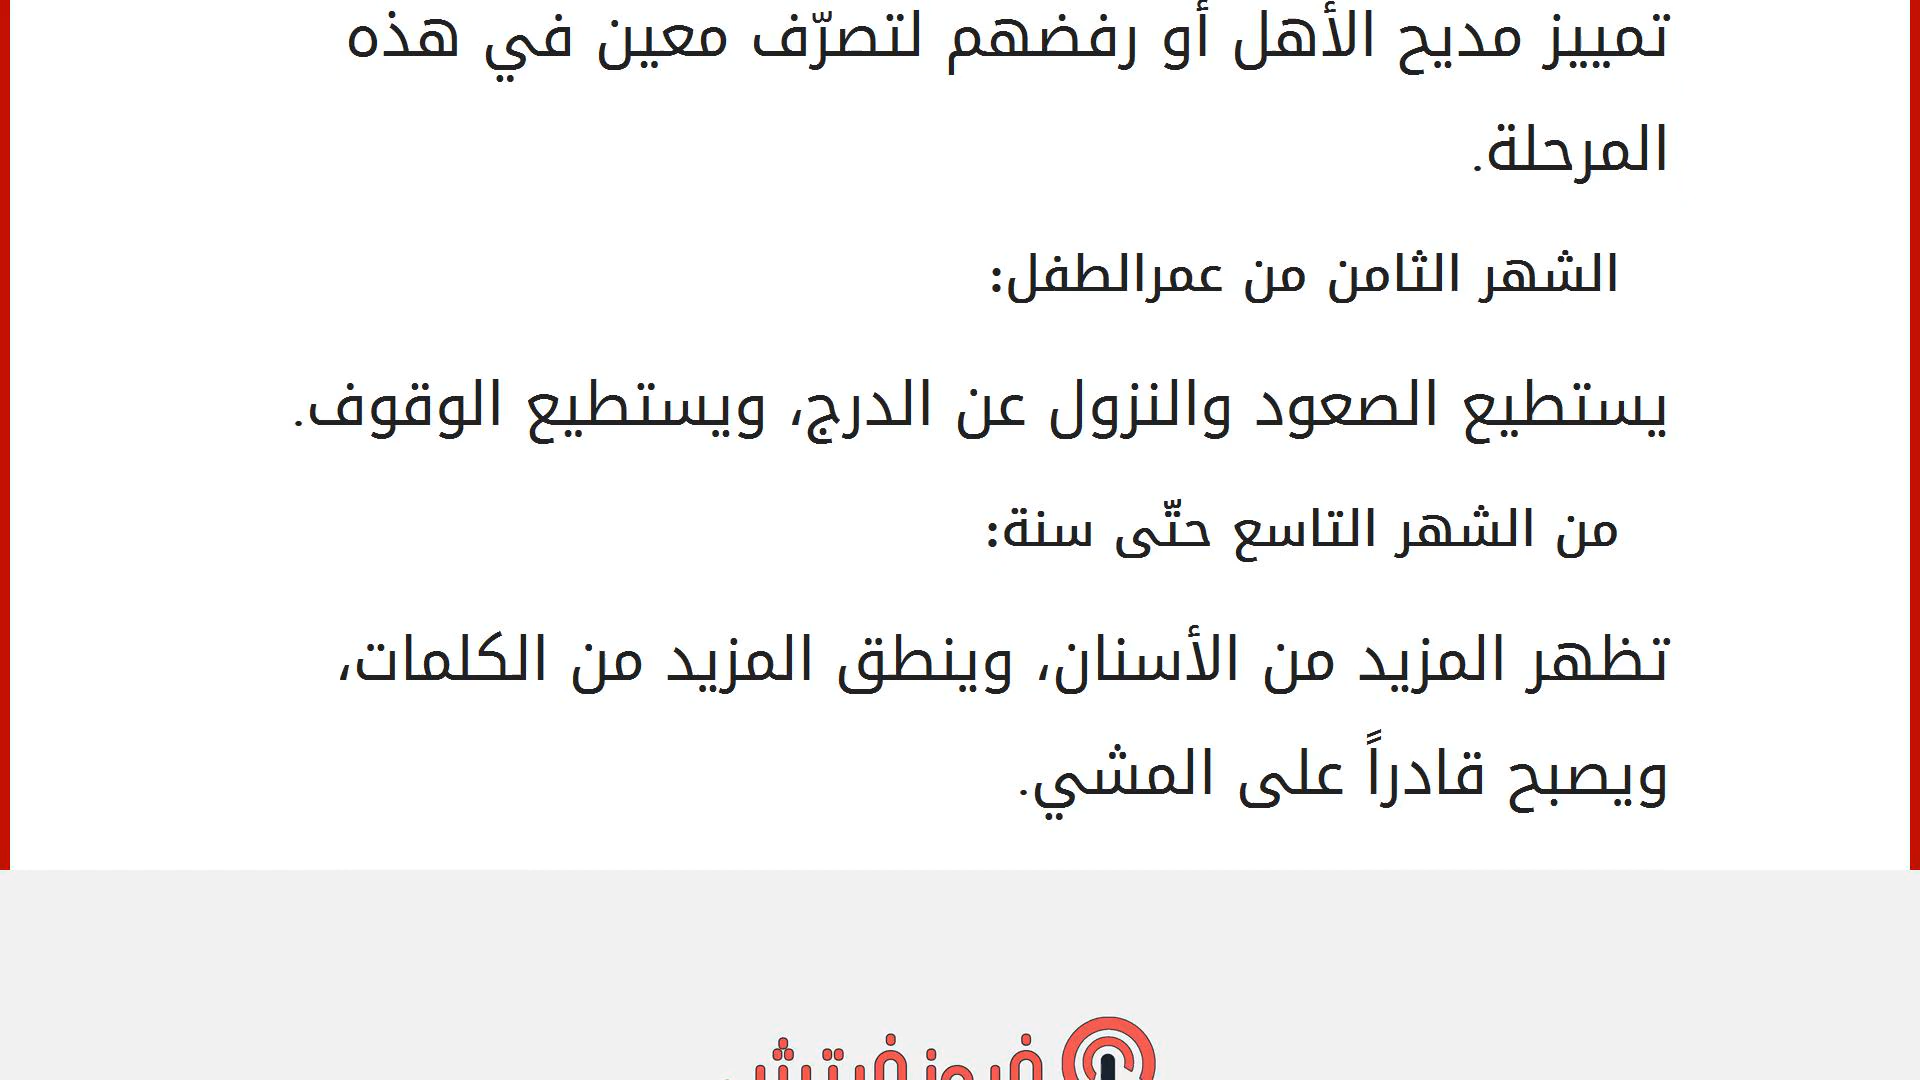 تمييز مديح الأهل أو رفضهم لتصرّف معين في هذه
المرحلة.
الشهر الثامن من عمرالطفل:
يستطيع الصعود والنزول عن الدرج، ويستطيع الوقوف.
من الشهر التاسع حتّى سنة:
تظهر المزيد من الأسنان، وينطق المزيد من الكلمات،
ويصبح قادراً على المشي.